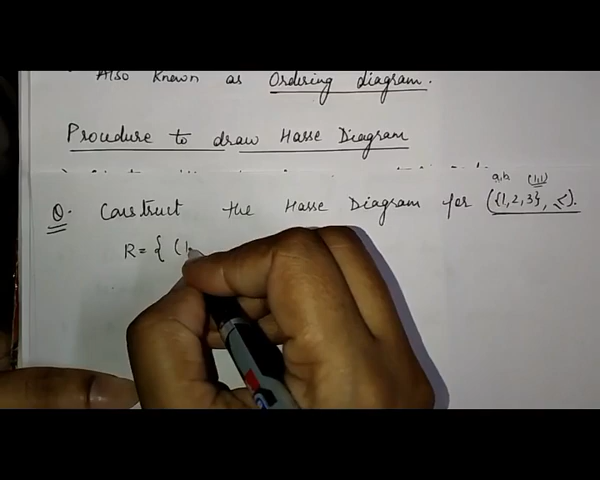 Also Known as Ordering diagram.
Procedure to draw Hasse Diagram
a,b (1,1)
Q. Construct the Hasse Diagram for ({1,2,3}, ≤).
R = { (1,